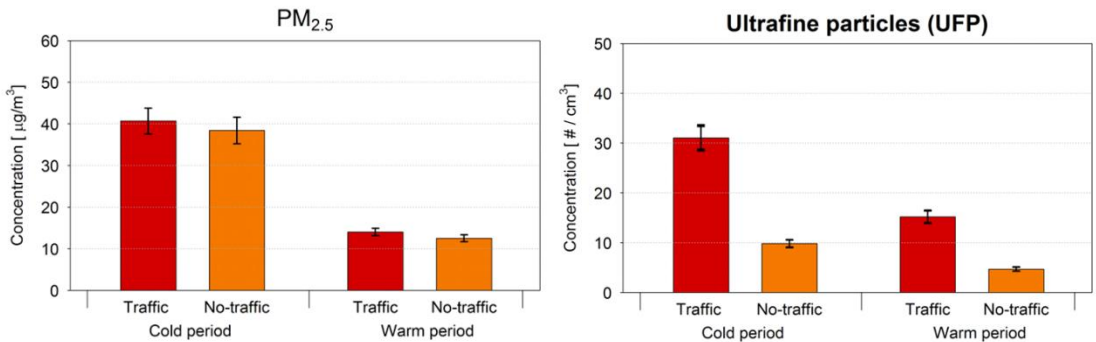 PM2.5
Concentration [ µg/m3]
60
50
40
30
20
10
0
Traffic No-traffic Traffic No-traffic
Cold period Warm period
Ultrafine particles (UFP)
Concentration [ # / cm3]
50
40
30
20
10
0
Traffic No-traffic Traffic No-traffic
Cold period Warm period